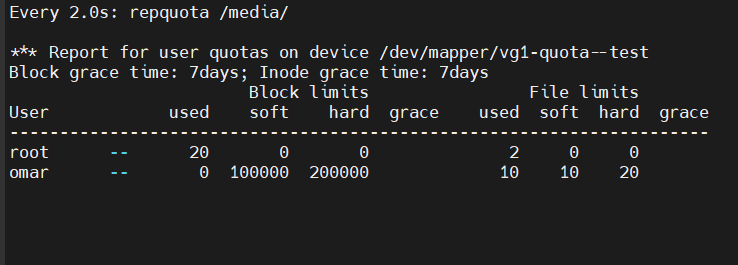 Every 2.0s: repquota /media/
*** Report for user quotas on device /dev/mapper/vg1-quota--test
Block grace time: 7days; Inode grace time: 7days
                        Block limits                File limits
User            used    soft    hard  grace    used  soft  hard  grace
----------------------------------------------------------------------
root      --      20       0       0              2     0     0
omar      --       0  100000  200000             10    10    20